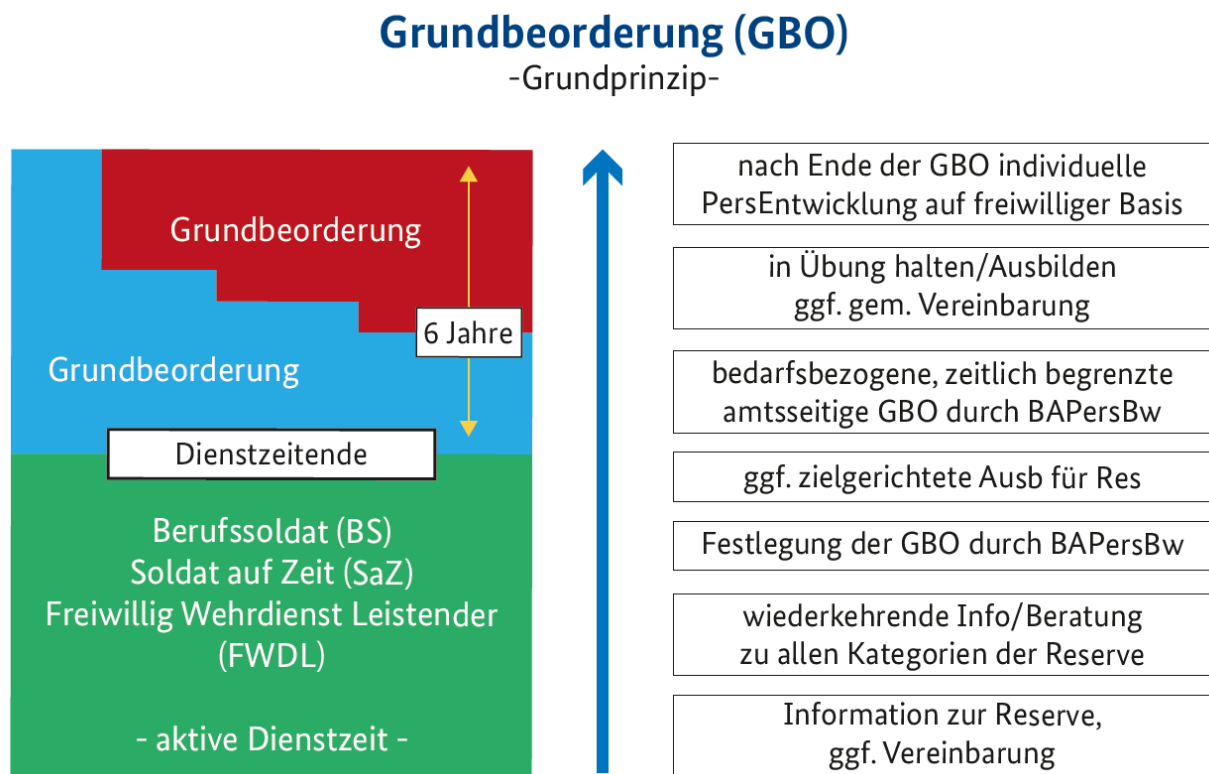 Grundbeorderung (GBO)
-Grundprinzip-
Grundbeorderung
6 Jahre
Grundbeorderung
Dienstzeitende
Berufssoldat (BS)
Soldat auf Zeit (SaZ)
Freiwillig Wehrdienst Leistender
(FWDL)
- aktive Dienstzeit -
nach Ende der GBO individuelle
PersEntwicklung auf freiwilliger Basis
in Übung halten/Ausbilden
ggf. gem. Vereinbarung
bedarfsbezogene, zeitlich begrenzte
amtsseitige GBO durch BAPersBw
ggf. zielgerichtete Ausb für Res
Festlegung der GBO durch BAPersBw
wiederkehrende Info/Beratung
zu allen Kategorien der Reserve
Information zur Reserve,
ggf. Vereinbarung